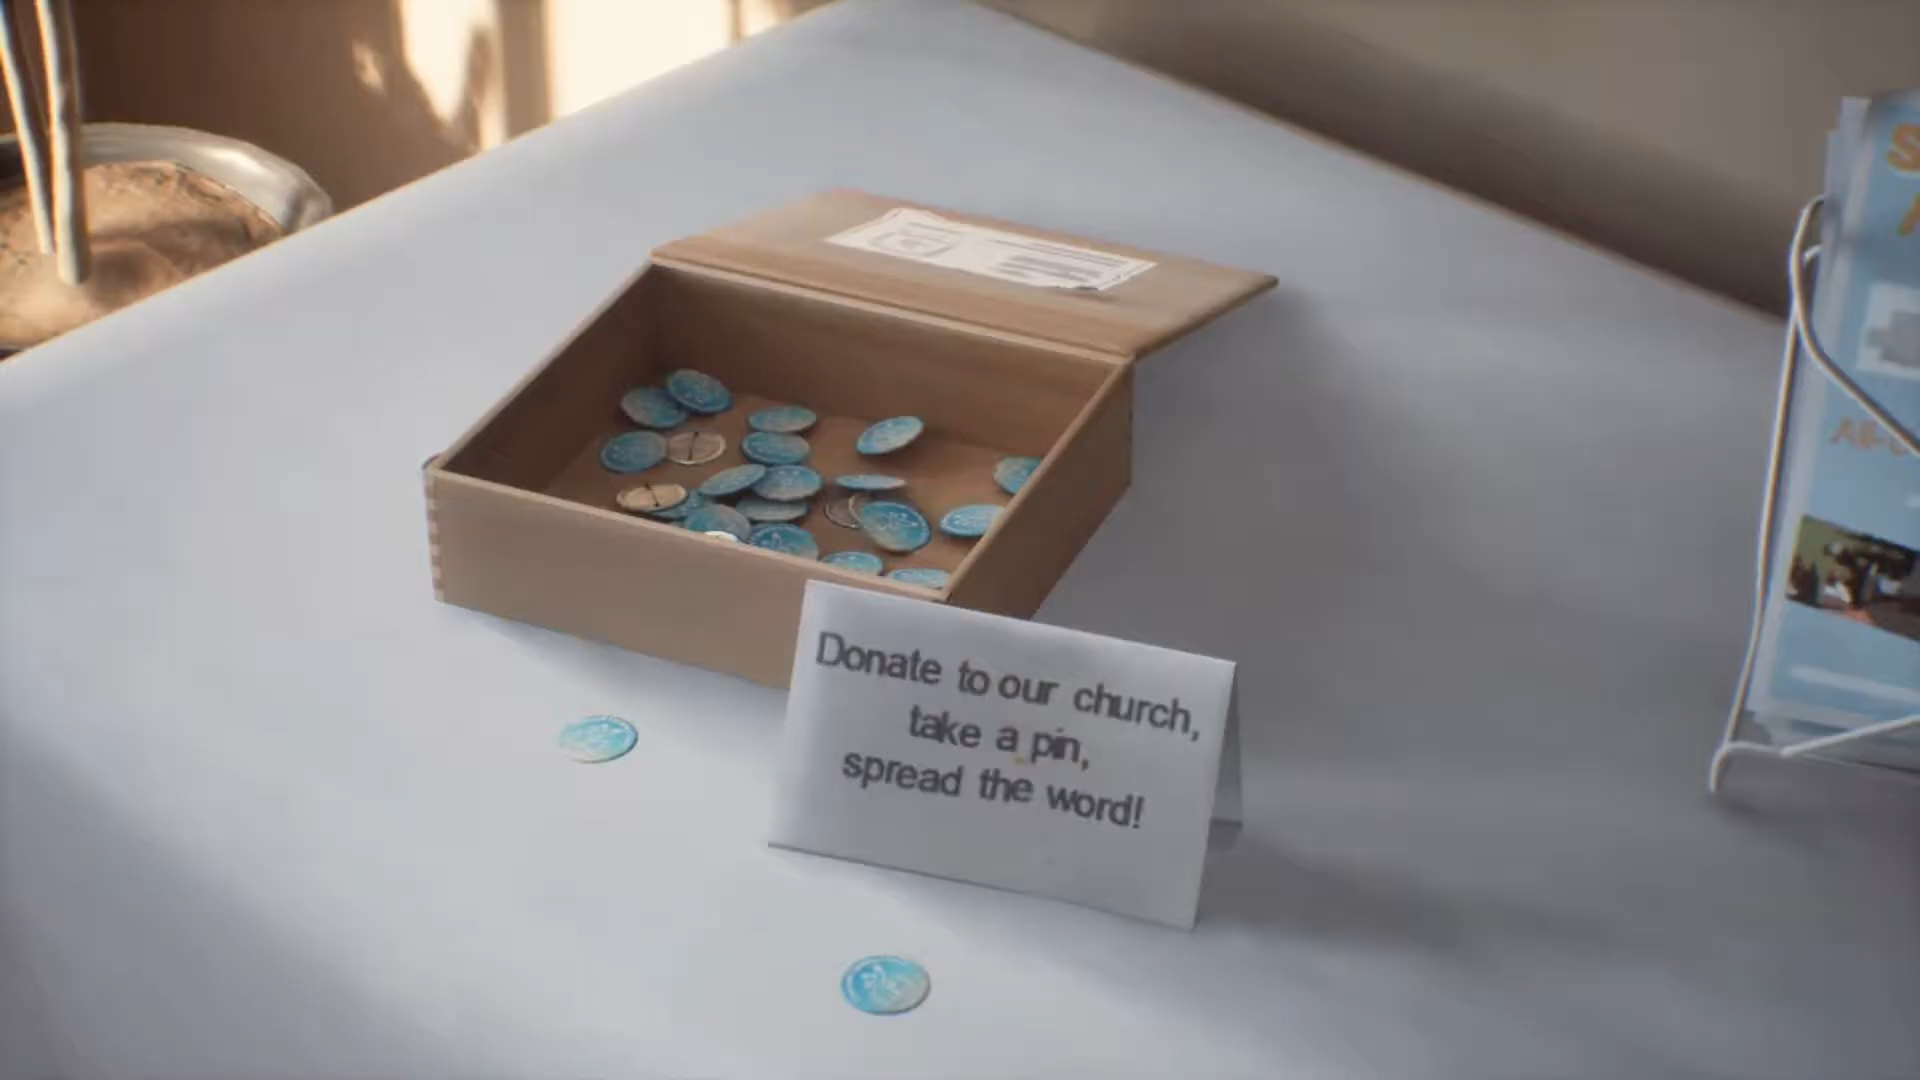 Donate to our church,
take a pin,
spread the word!